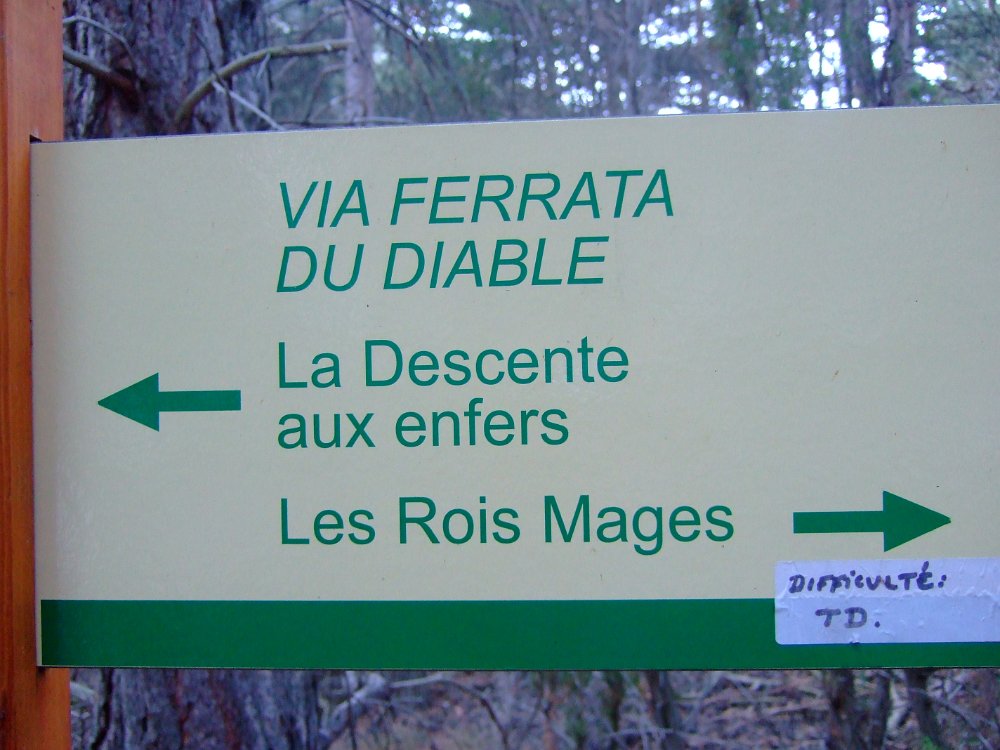 VIA FERRATA
DU DIABLE
La Descente
aux enfers
Les Rois Mages
DIFFICULTÉ:
TD.